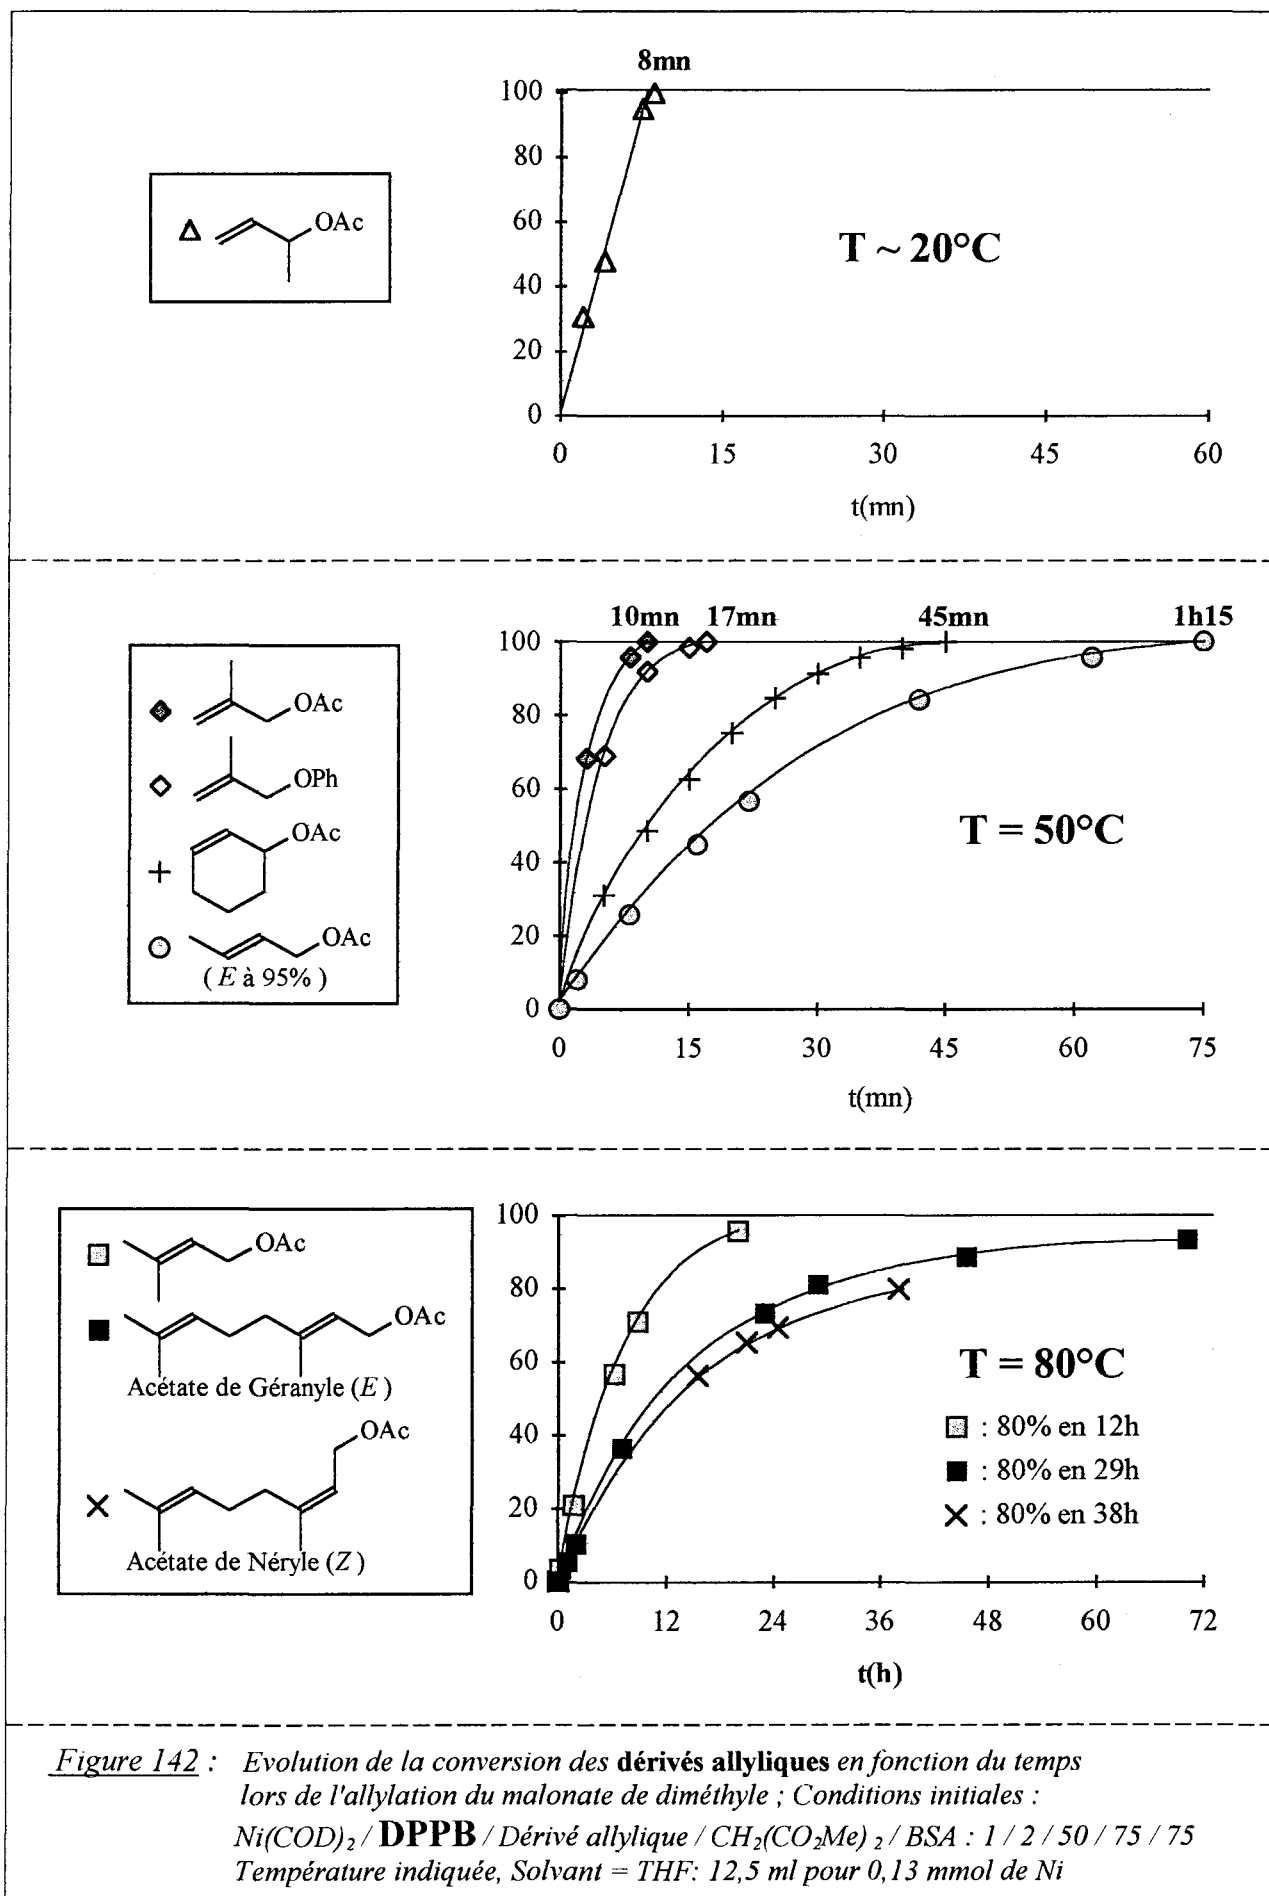 8mn
100
80
60
40
20
0
0 15 30 45 60
t(mn)
T ~ 20°C
OAc
10mn 17mn 45mn 1h15
100
80
60
40
20
0
0 15 30 45 60 75
t(mn)
T = 50°C
OAc
OPh
OAc
OAc
( E à 95% )
100
80
60
40
20
0
0 12 24 36 48 60 72
t(h)
T = 80°C
: 80% en 12h
: 80% en 29h
: 80% en 38h
OAc
OAc
Acétate de Géranyle (E )
OAc
Acétate de Néryle (Z )
Figure 142 : Evolution de la conversion des dérivés allyliques en fonction du temps
lors de l'allylation du malonate de diméthyle ; Conditions initiales :
Ni(COD)₂ / DPPB / Dérivé allylique / CH₂(CO₂Me)₂ / BSA : 1 / 2 / 50 / 75 / 75
Température indiquée, Solvant = THF: 12,5 ml pour 0,13 mmol de Ni